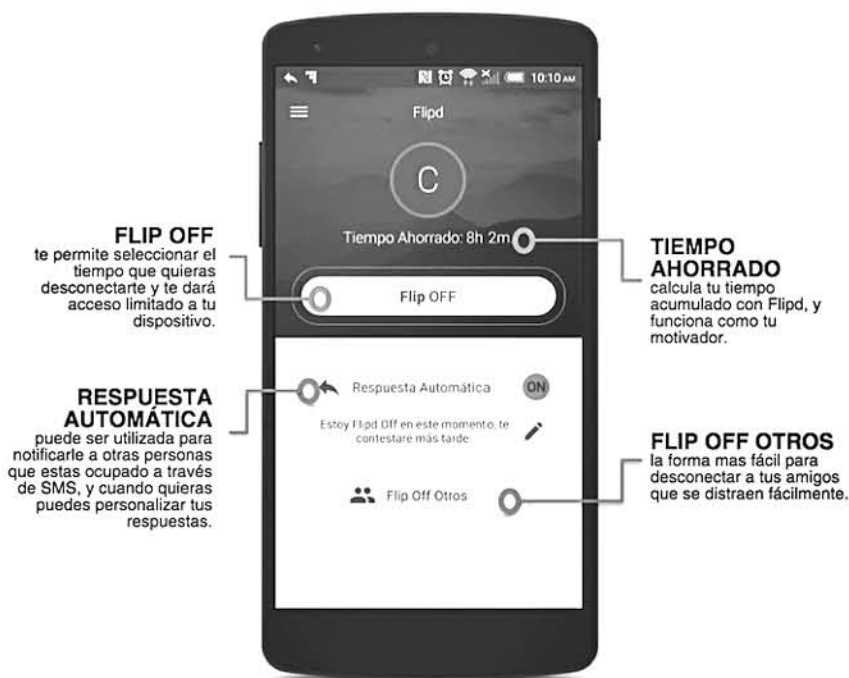 10:10 AM
Flipd
C
Tiempo Ahorrado: 8h 2m
Flip OFF
Respuesta Automática
ON
Estoy Flipd Off en este momento, te
contestaré más tarde
Flip Off Otros
FLIP OFF
te permite seleccionar el
tiempo que quieras
desconectarte y te dará
acceso limitado a tu
dispositivo.
RESPUESTA
AUTOMÁTICA
puede ser utilizada para
notificarle a otras personas
que estas ocupado a través
de SMS, y cuando quieras
puedes personalizar tus
respuestas.
TIEMPO
AHORRADO
calcula tu tiempo
acumulado con Flipd, y
funciona como tu
motivador.
FLIP OFF OTROS
la forma mas fácil para
desconectar a tus amigos
que se distraen fácilmente.